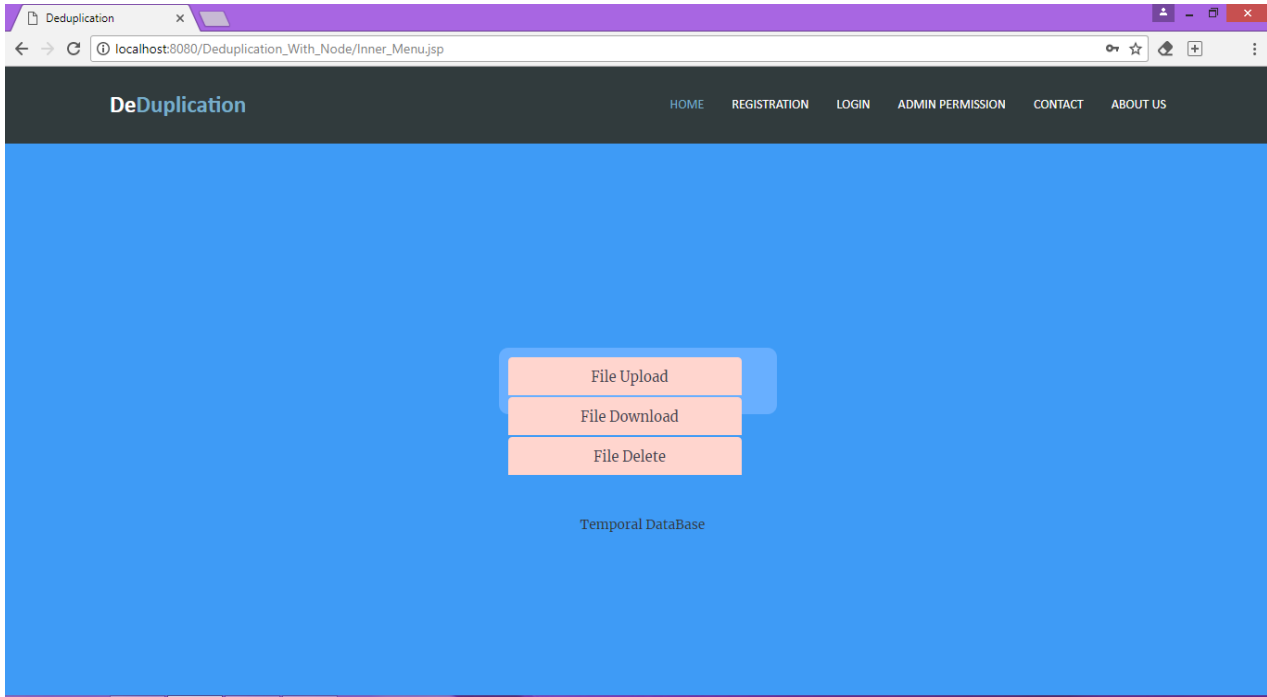 Deduplication
localhost:8080/Deduplication_With_Node/Inner_Menu.jsp
DeDuplication HOME REGISTRATION LOGIN ADMIN PERMISSION CONTACT ABOUT US
File Upload
File Download
File Delete
Temporal DataBase